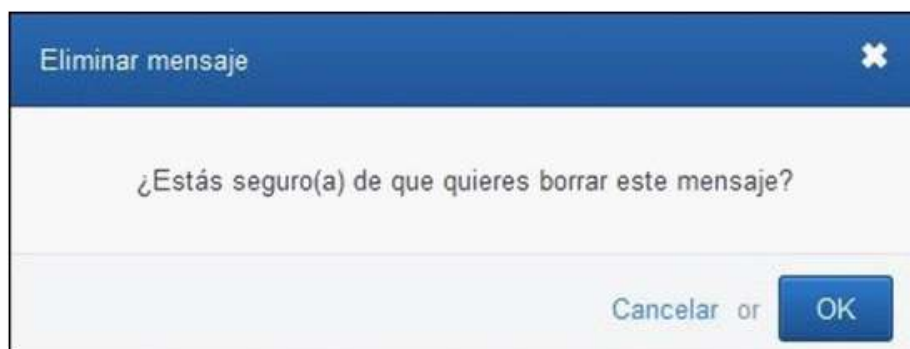 Eliminar mensaje
¿Estás seguro(a) de que quieres borrar este mensaje?
Cancelar or OK